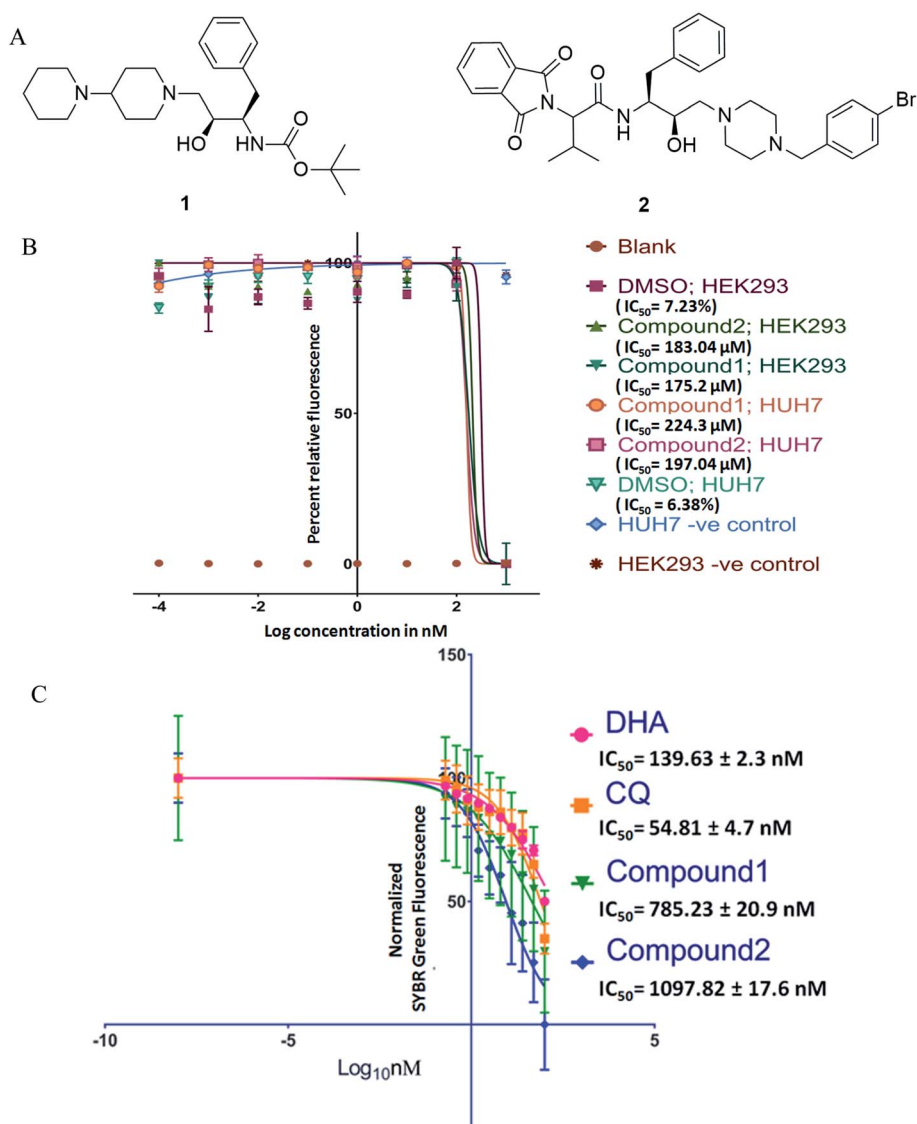 A
N
N
HO
HN
O
O
1
O
N
O
O
N
H
OH
N
N
Br
2
B
100
50
0
-4
-2
0
2
Percent relative fluorescence
Log concentration in nM
Blank
DMSO; HEK293
( IC50= 7.23%)
Compound2; HEK293
( IC50= 183.04 µM)
Compound1; HEK293
( IC50= 175.2 µM)
Compound1; HUH7
( IC50= 224.3 µM)
Compound2; HUH7
( IC50= 197.04 µM)
DMSO; HUH7
( IC50 = 6.38%)
HUH7 -ve control
HEK293 -ve control
C
150
100
50
-10
-5
5
Normalized
SYBR Green Fluorescence
Log10nM
DHA
IC50= 139.63 ± 2.3 nM
CQ
IC50= 54.81 ± 4.7 nM
Compound1
IC50= 785.23 ± 20.9 nM
Compound2
IC50= 1097.82 ± 17.6 nM